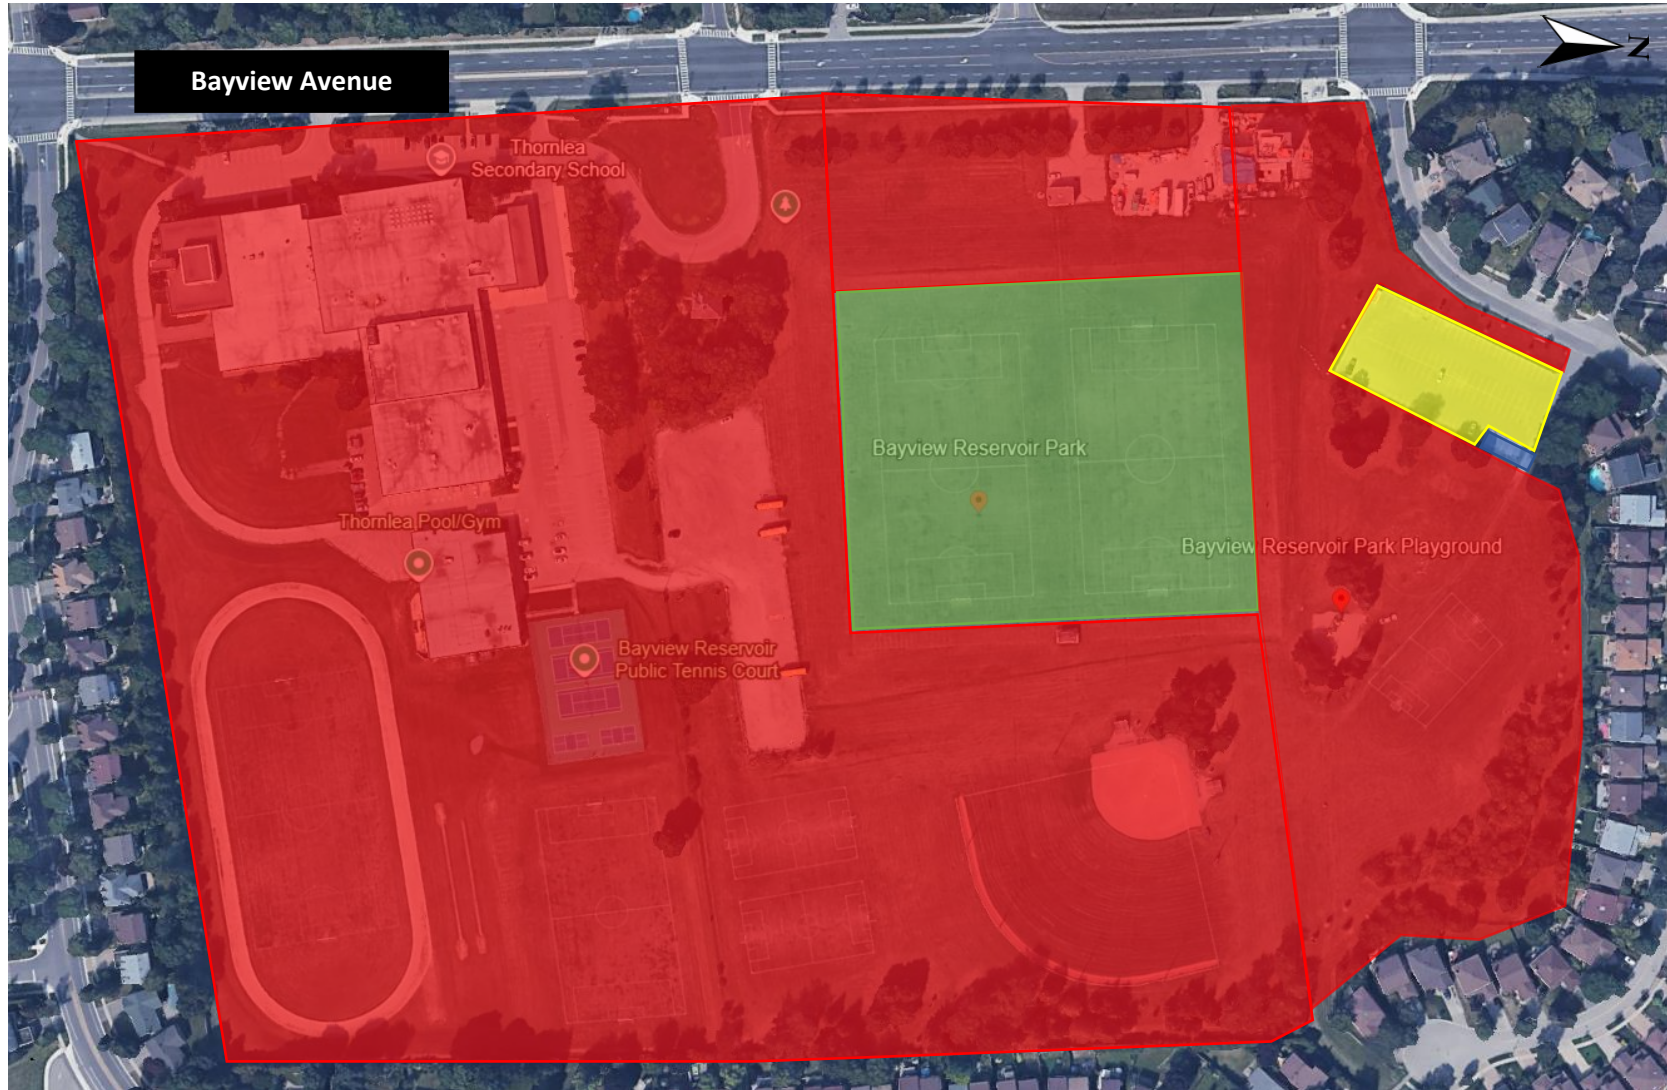 Bayview Avenue
N
Thornlea
Secondary School
Bayview Reservoir Park
Thornlea Pool/Gym
Bayview Reservoir Park Playground
Bayview Reservoir
Public Tennis Court